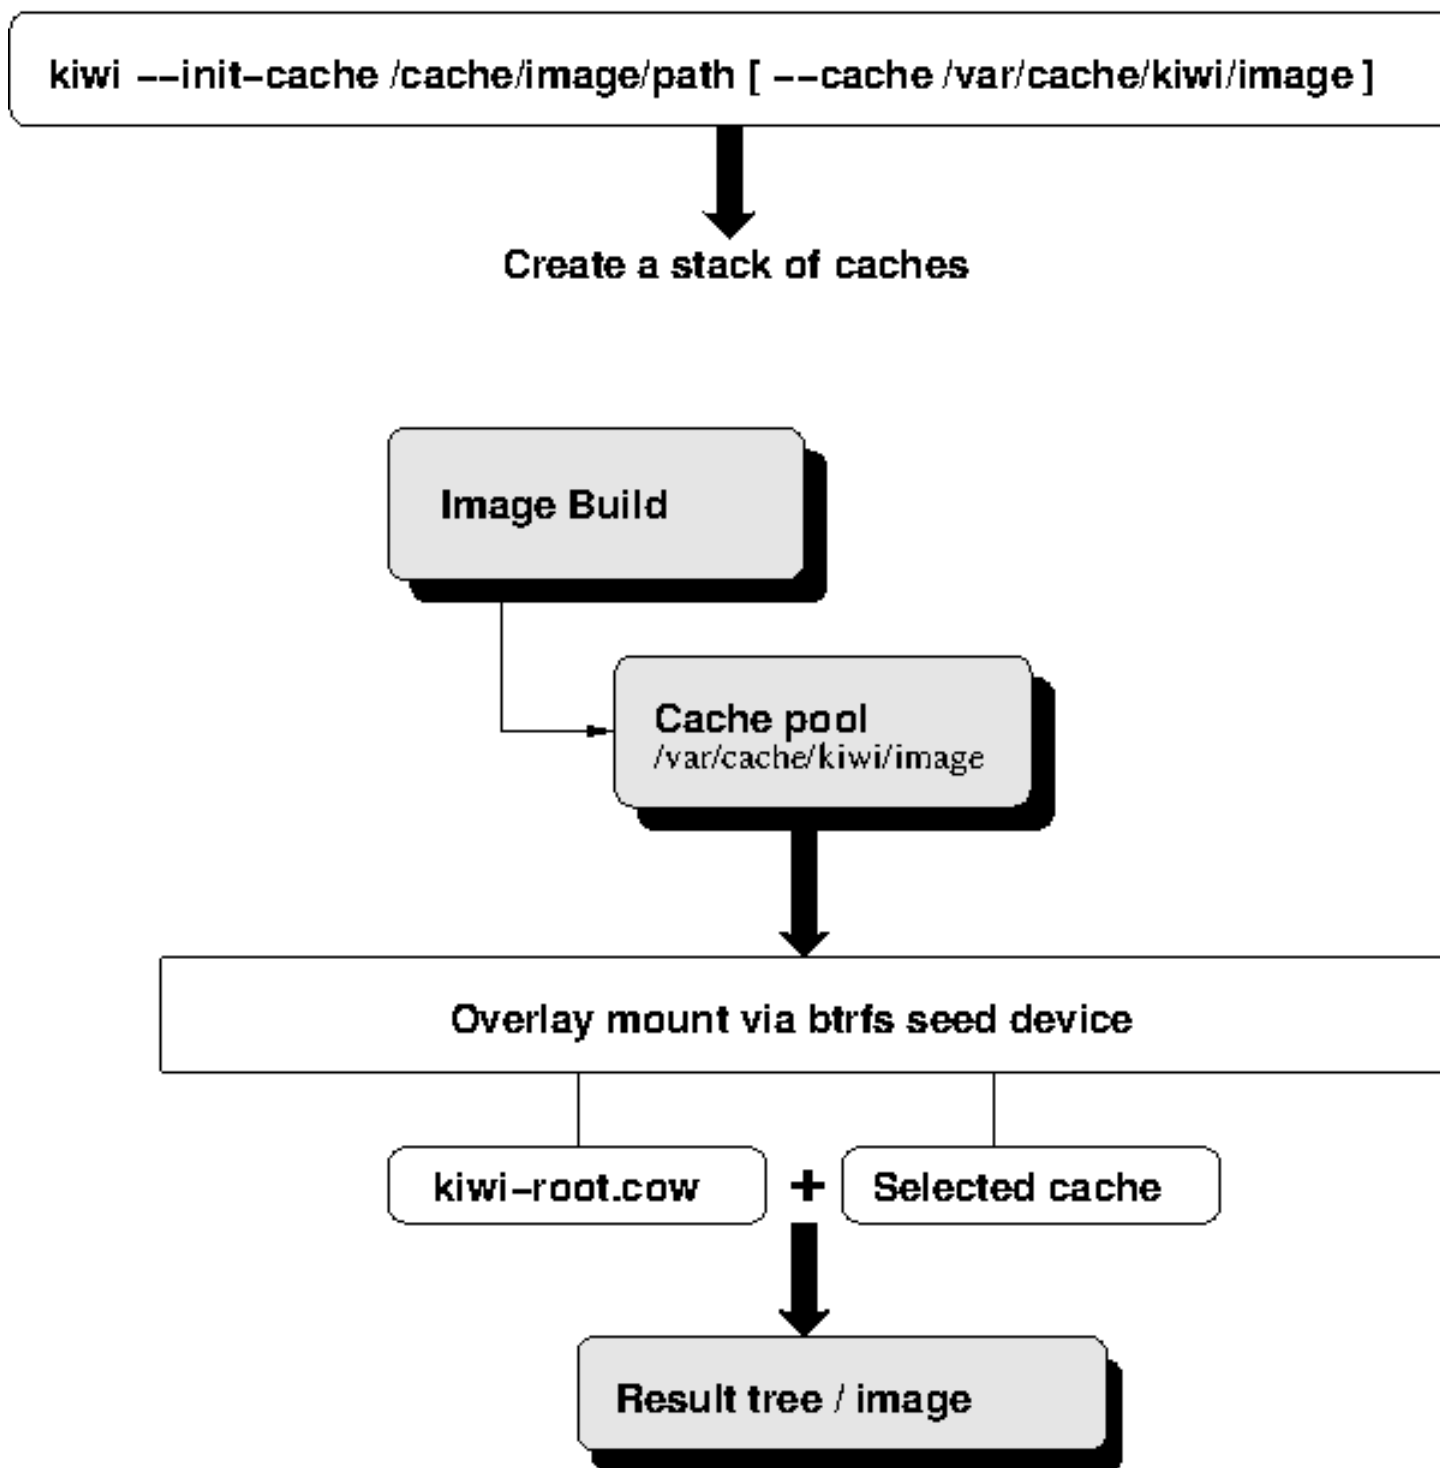 kiwi --init-cache /cache/image/path [ --cache /var/cache/kiwi/image ]
Create a stack of caches
Image Build
Cache pool
/var/cache/kiwi/image
Overlay mount via btrfs seed device
kiwi-root.cow + Selected cache
Result tree / image